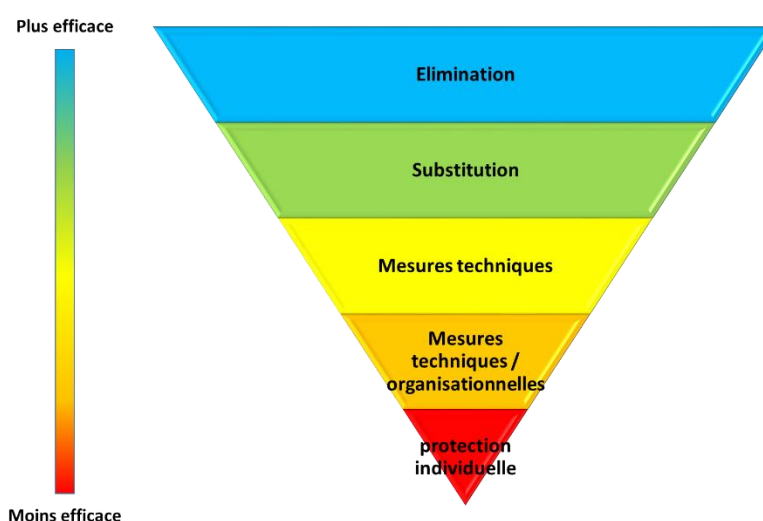 Plus efficace
Elimination
Substitution
Mesures techniques
Mesures
techniques /
organisationnelles
protection
individuelle
Moins efficace